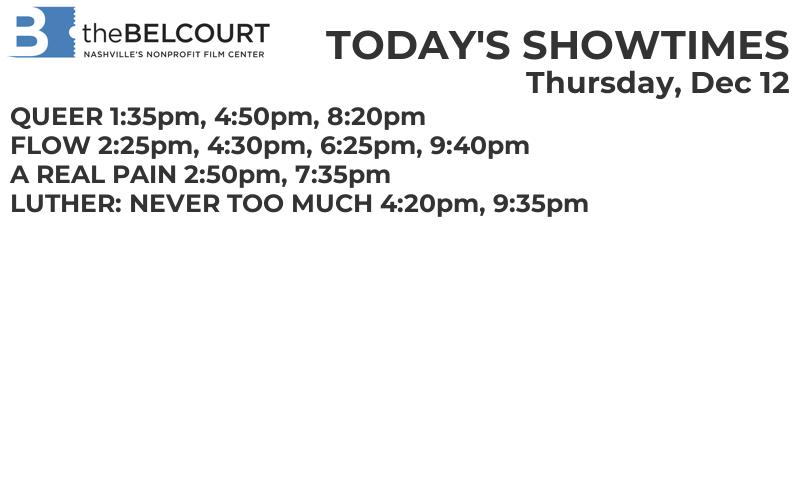 B theBELCOURT
NASHVILLE'S NONPROFIT FILM CENTER
TODAY'S SHOWTIMES
Thursday, Dec 12
QUEER 1:35pm, 4:50pm, 8:20pm
FLOW 2:25pm, 4:30pm, 6:25pm, 9:40pm
A REAL PAIN 2:50pm, 7:35pm
LUTHER: NEVER TOO MUCH 4:20pm, 9:35pm